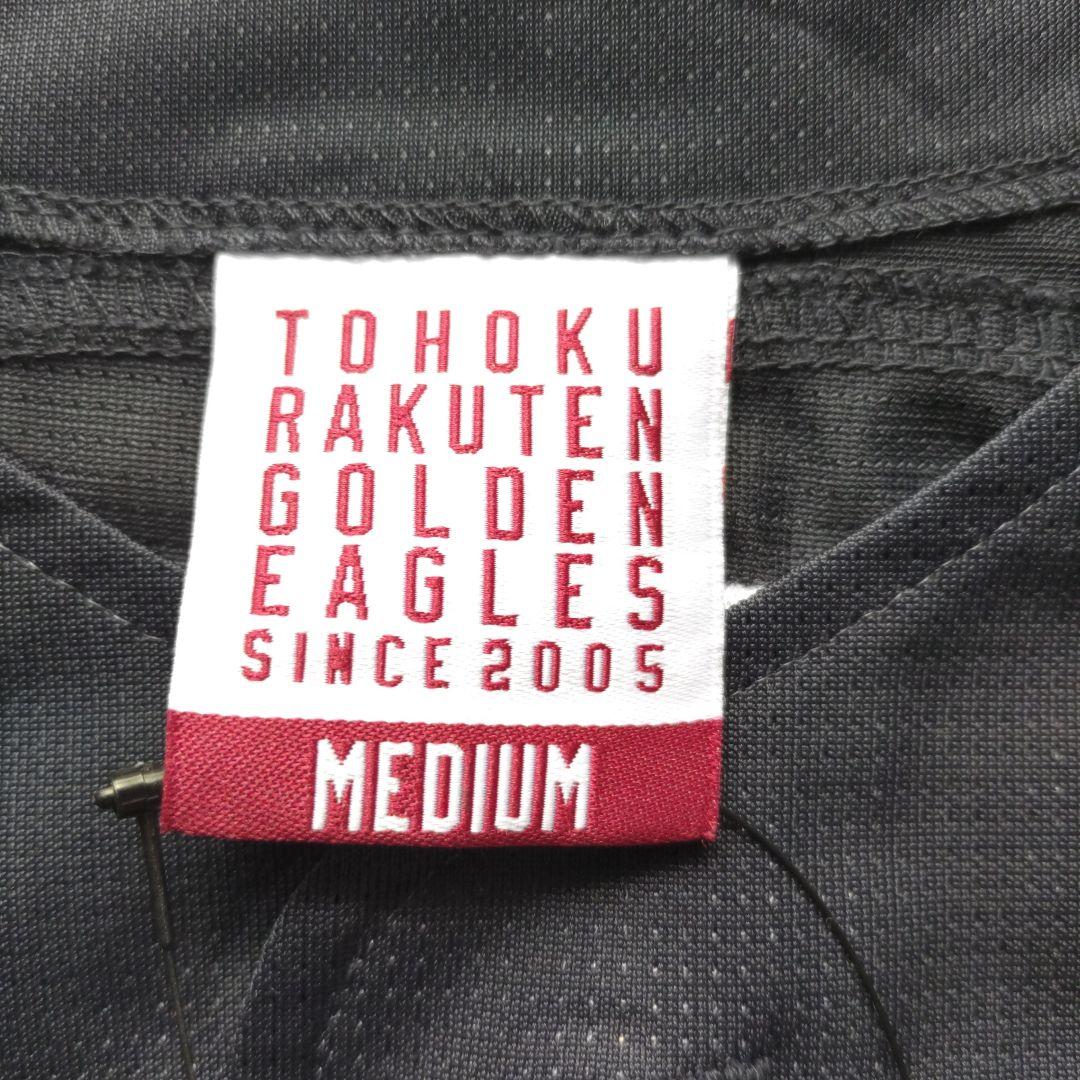 TOHOKU
RAKUTEN
GOLDEN
EAGLES
SINCE 2005
MEDIUM